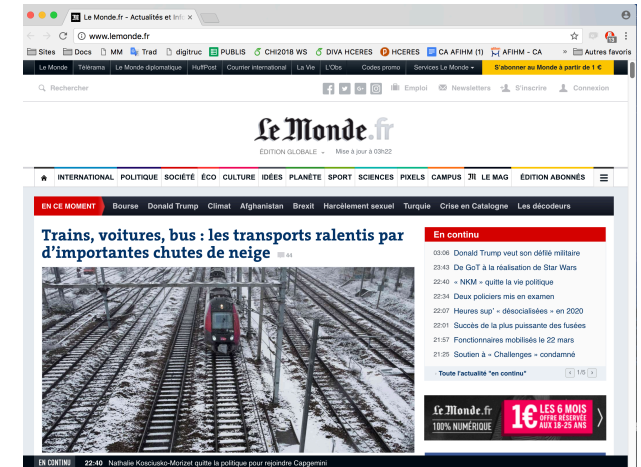 Le Monde.fr - Actualités et Info
www.lemonde.fr
Sites Docs MM Trad digitruc PUBLIS CHI2018 WS DIVA HCERES HCERES CA AFIHM (1) AFIHM - CA » Autres favoris
Le Monde Télérama Le Monde diplomatique HuffPost Courrier international La Vie L'Obs Codes promo Services Le Monde S'abonner au Monde à partir de 1 €
Rechercher Emploi Newsletters S'inscrire Connexion
Le Monde.fr
ÉDITION GLOBALE Mise à jour à 03h22
INTERNATIONAL POLITIQUE SOCIÉTÉ ÉCO CULTURE IDÉES PLANÈTE SPORT SCIENCES PIXELS CAMPUS M LE MAG ÉDITION ABONNÉS
EN CE MOMENT Bourse Donald Trump Climat Afghanistan Brexit Harcèlement sexuel Turquie Crise en Catalogne Les décodeurs
Trains, voitures, bus : les transports ralentis par
d'importantes chutes de neige 44
En continu
03:06 Donald Trump veut son défilé militaire
23:43 De GoT à la réalisation de Star Wars
22:40 « NKM » quitte la vie politique
22:34 Deux policiers mis en examen
22:07 Heures sup' « désocialisées » en 2020
22:01 Succès de la plus puissante des fusées
21:57 Fonctionnaires mobilisés le 22 mars
21:25 Soutien à « Challenges » condamné
Toute l'actualité "en continu" 1/5
Le Monde.fr
100% NUMÉRIQUE
1€ LES 6 MOIS
OFFRE RÉSERVÉE
AUX 18-25 ANS
EN CONTINU 22:40 Nathalie Kosciusko-Morizet quitte la politique pour rejoindre Capgemini